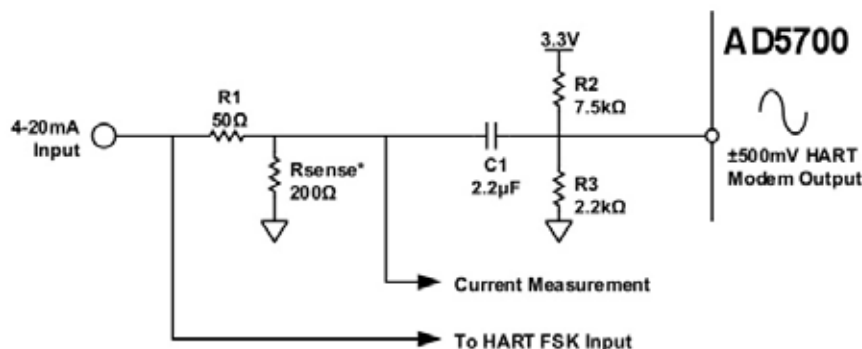 AD5700
3.3V
R2
7.5kΩ
R1
50Ω
4-20mA
Input
Rsense*
200Ω
C1
2.2µF
R3
2.2kΩ
±500mV HART
Modem Output
Current Measurement
To HART FSK Input